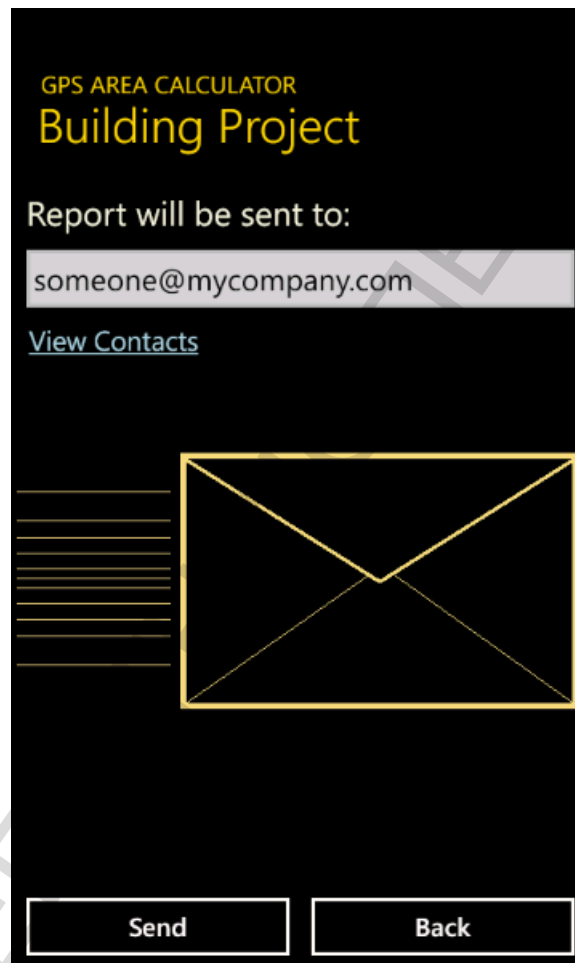 GPS AREA CALCULATOR
Building Project
Report will be sent to:
someone@mycompany.com
View Contacts
Send
Back